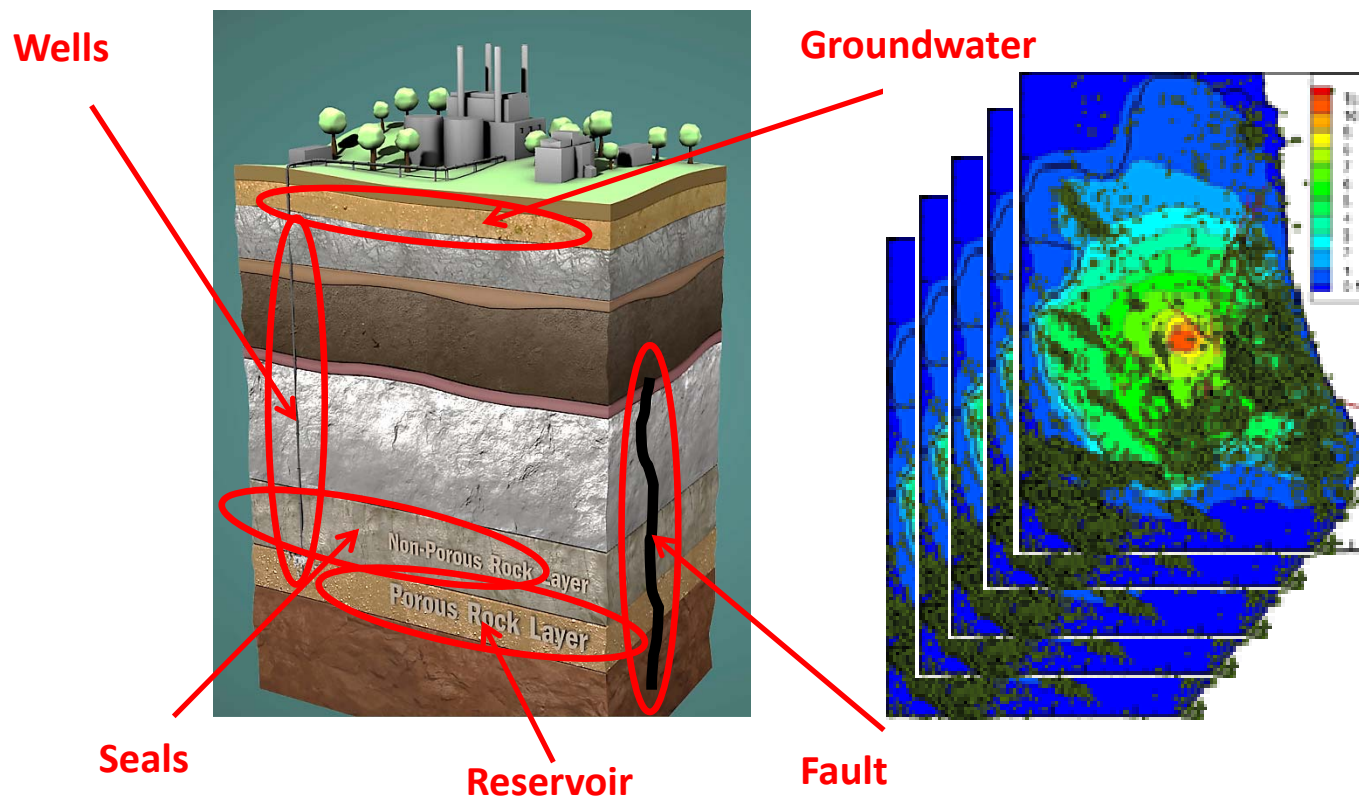 Wells
Groundwater
Non-Porous Rock Layer
Porous Rock Layer
Seals
Reservoir
Fault